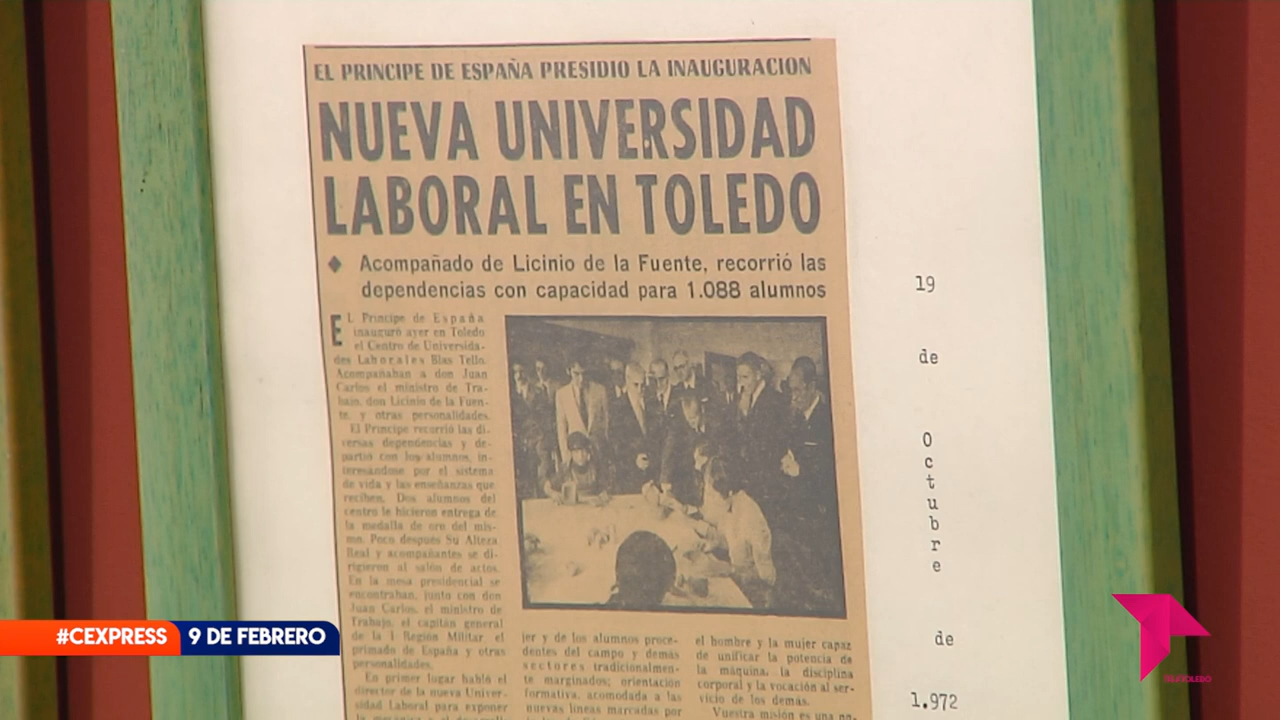 EL PRINCIPE DE ESPAÑA PRESIDIO LA INAUGURACION
NUEVA UNIVERSIDAD
LABORAL EN TOLEDO
◆ Acompañado de Licinio de la Fuente, recorrió las
dependencias con capacidad para 1.088 alumnos
EL Príncipe de España
inauguró ayer en Toledo
el Centro de Universida-
des Laborales Blas Tello.
Acompañaban a don Juan
Carlos el ministro de Tra-
bajo, don Licinio de la Fuen-
te, y otras personalidades.
El Príncipe recorrió las di-
versas dependencias y de-
partió con los alumnos, in-
teresándose por el sistema
de vida y las enseñanzas que
reciben. Dos alumnos del
centro le hicieron entrega de
la medalla de oro del mis-
mo. Poco después Su Alteza
Real y acompañantes se di-
rigieron al salón de actos.
En la mesa presidencial se
encontraban, junto con don
Juan Carlos, el ministro de
Trabajo, el capitán general
de la I Región Militar, el
primado de España y otras
personalidades.
En primer lugar habló el
director de la nueva Univer-
sidad Laboral para exponer
jer y de los alumnos proce-
dentes del campo y demás
sectores tradicionalmen-
te marginados; orientación
formativa, acomodada a las
nuevas líneas marcadas por
el hombre y la mujer capaz
de unificar la potencia de
la máquina, la disciplina
corporal y la vocación al ser-
vicio de los demás.
Vuestra misión es una
19
de
Octubre
de
1.972
#CEXPRESS 9 DE FEBRERO
TELETOLEDO